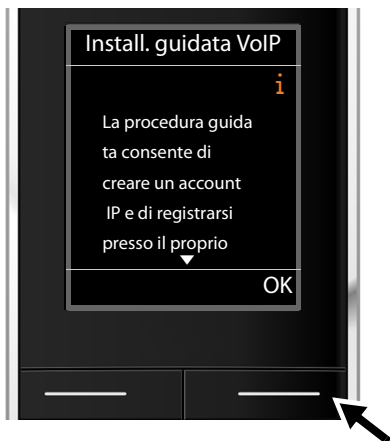 Install. guidata VoIP
i
La procedura guida
ta consente di
creare un account
IP e di registrarsi
presso il proprio
OK